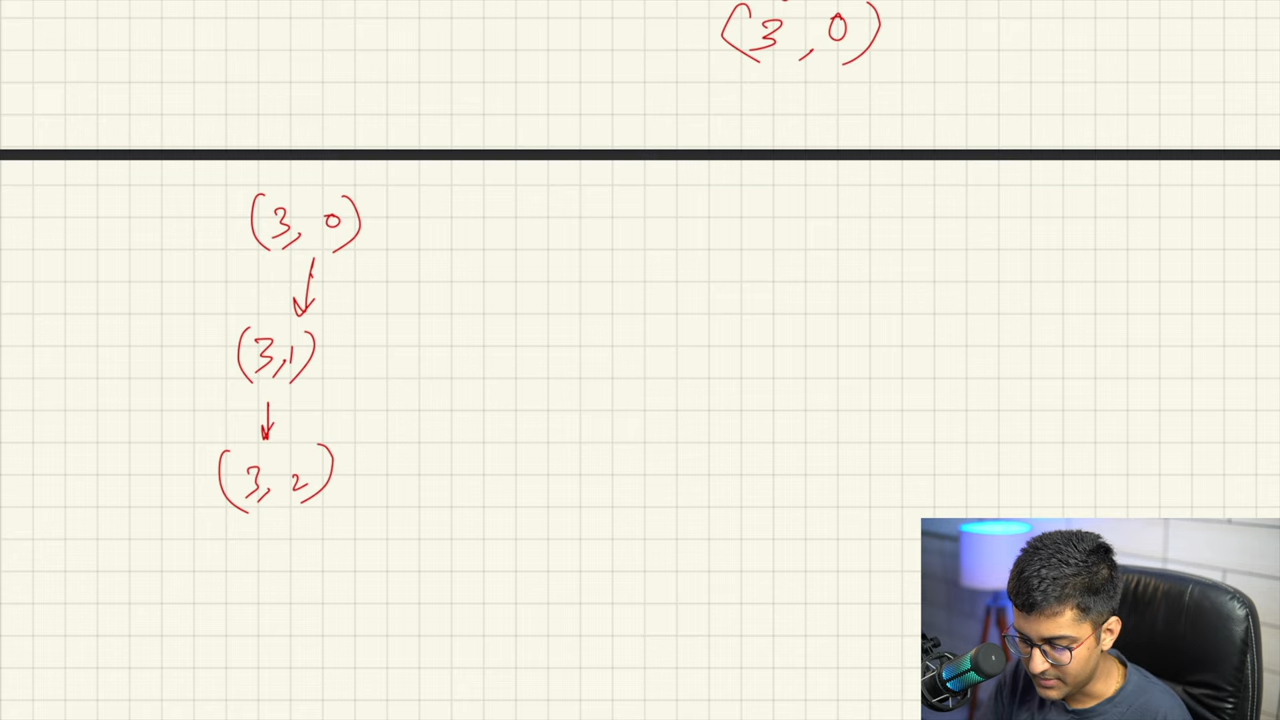 (3, 0)
(3, 0)
(3, 1)
(3, 2)